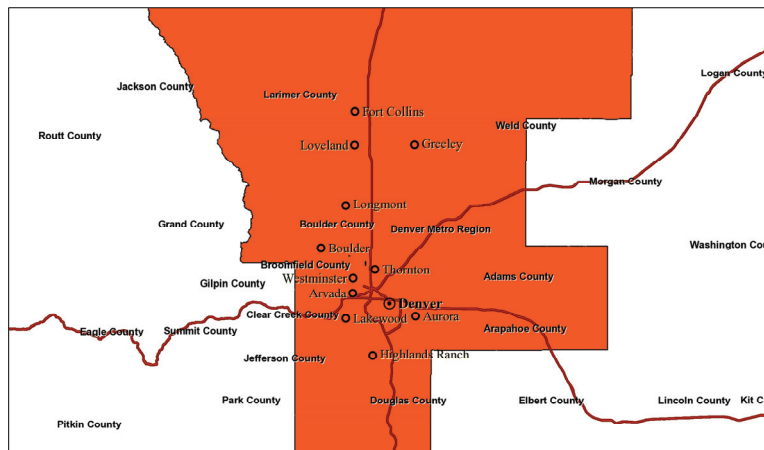 Logan County
Jackson County
Larimer County
Fort Collins
Weld County
Routt County
Loveland
Greeley
Morgan County
Longmont
Grand County
Boulder County
Denver Metro Region
Washington Cou
Boulder
Broomfield County
Thornton
Gilpin County
Westminster
Adams County
Arvada
Denver
Clear Creek County
Lakewood
Aurora
Eagle County
Summit County
Arapahoe County
Jefferson County
Highlands Ranch
Park County
Douglas County
Elbert County
Lincoln County
Kit C
Pitkin County